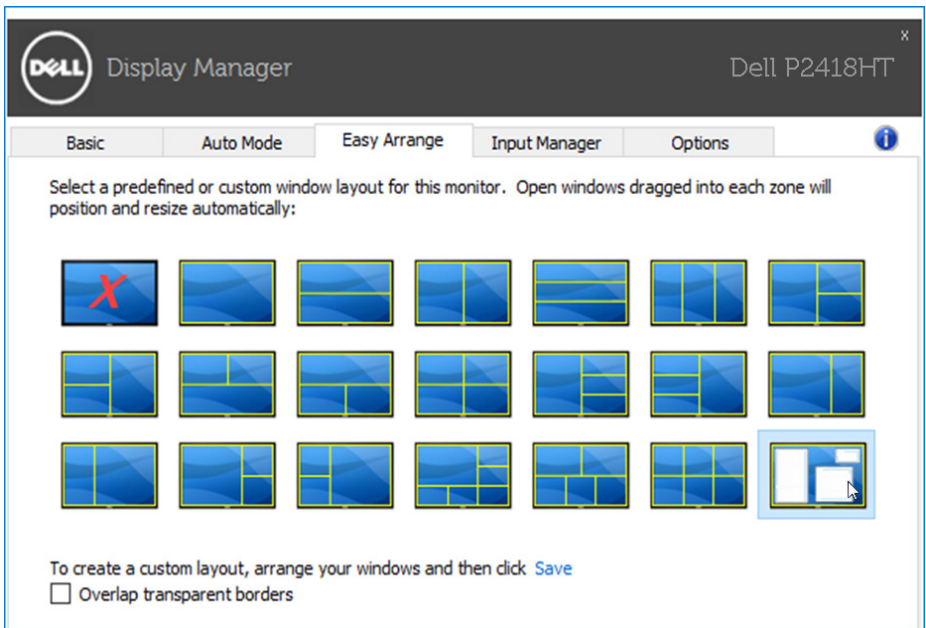 DELL Display Manager
Dell P2418HT
x
Basic
Auto Mode
Easy Arrange
Input Manager
Options
i
Select a predefined or custom window layout for this monitor. Open windows dragged into each zone will
position and resize automatically:
X
To create a custom layout, arrange your windows and then click Save
Overlap transparent borders